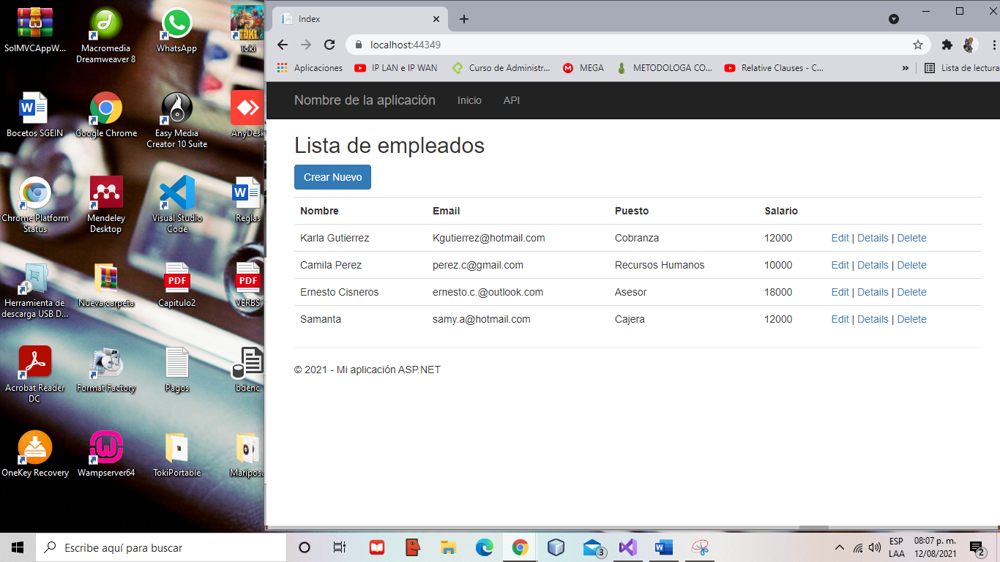 SolMVCAppW...
Macromedia Dreamweaver 8
WhatsApp
Toki
Bocetos SGEIN
Google Chrome
Easy Media Creator 10 Suite
AnyDesk
Chrome Platform Status
Mendeley Desktop
Visual Studio Code
Reglas
Herramienta de descarga USB D...
Nueva carpeta
PDF
Capitulo2
PDF
VERBS
Acrobat Reader DC
Format Factory
Pagos
bdenc
OneKey Recovery
Wampserver64
TokiPortable
Mariposa
Index
localhost:44349
Aplicaciones
IP LAN e IP WAN
Curso de Administr...
MEGA
METODOLOGA CO...
Relative Clauses - C...
»
Lista de lectura
Nombre de la aplicación
Inicio
API
Lista de empleados
Crear Nuevo
Nombre Email Puesto Salario
Karla Gutierrez Kgutierrez@hotmail.com Cobranza 12000 Edit | Details | Delete
Camila Perez perez.c@gmail.com Recursos Humanos 10000 Edit | Details | Delete
Ernesto Cisneros ernesto.c.@outlook.com Asesor 18000 Edit | Details | Delete
Samanta samy.a@hotmail.com Cajera 12000 Edit | Details | Delete
© 2021 - Mi aplicación ASP.NET
Escribe aquí para buscar
3
ESP
LAA
08:07 p. m.
12/08/2021
2